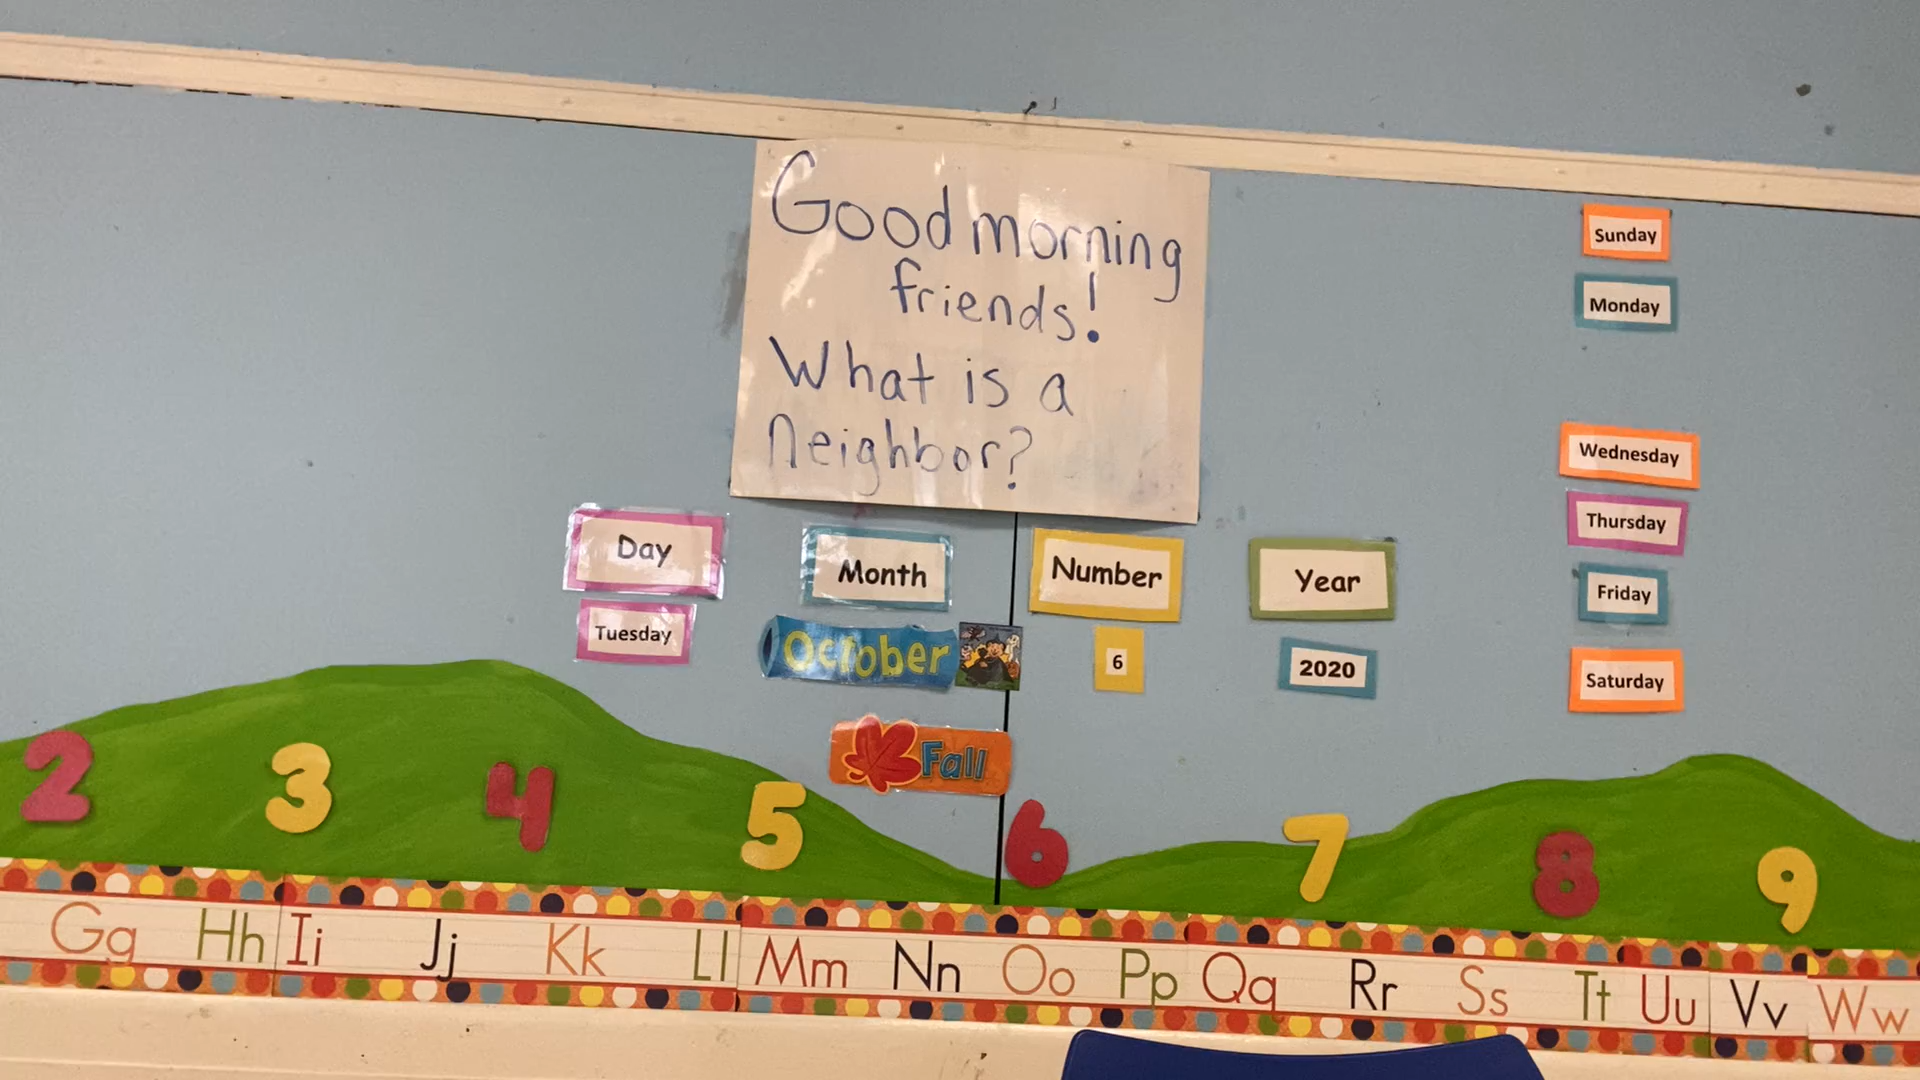 Good morning
friends!
What is a
Neighbor?
Sunday
Monday
Wednesday
Thursday
Friday
Saturday
Day
Month
Number
Year
Tuesday
October
6
2020
Fall
2 3 4 5 6 7 8 9
Gg Hh Ii Jj Kk Ll Mm Nn Oo Pp Qq Rr Ss Tt Uu Vv Ww